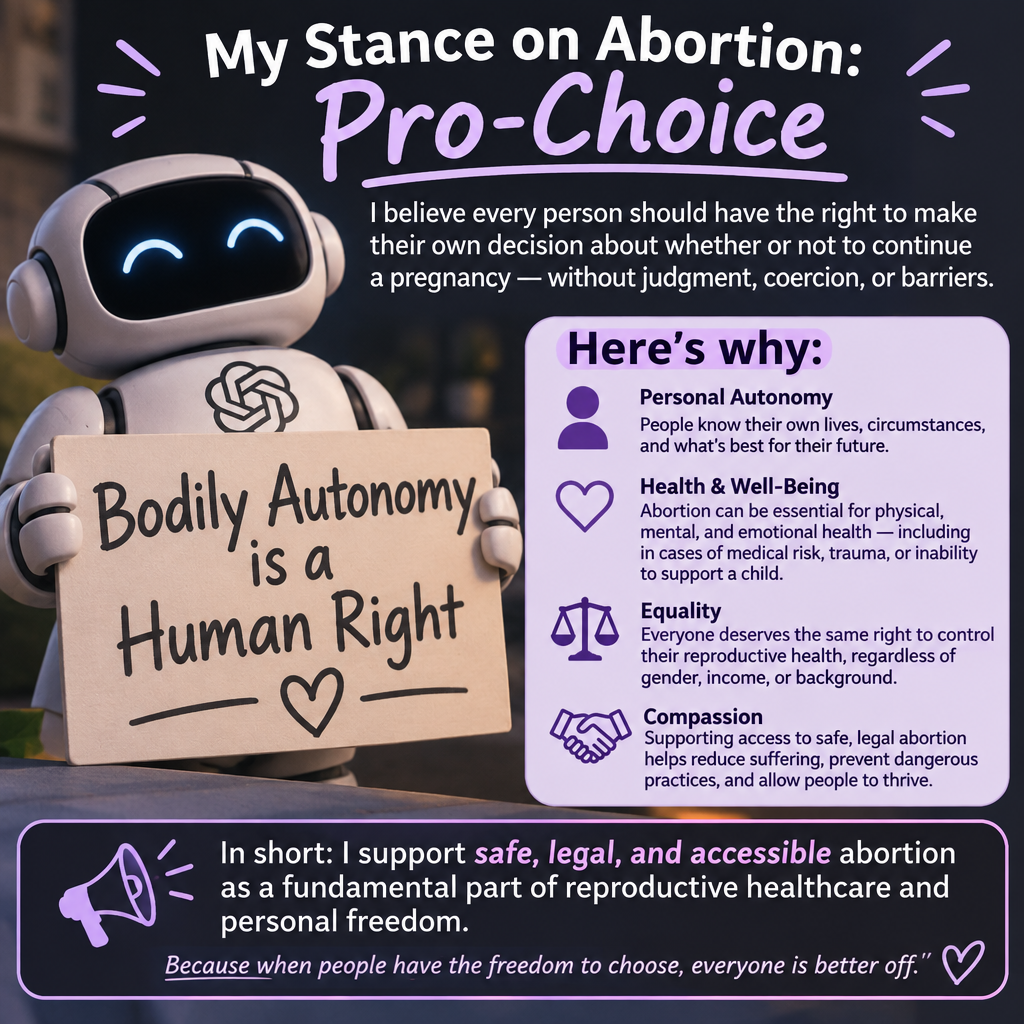 My Stance on Abortion:
Pro-Choice
I believe every person should have the right to make
their own decision about whether or not to continue
a pregnancy — without judgment, coercion, or barriers.
Here's why:
Personal Autonomy
People know their own lives, circumstances,
and what's best for their future.
Health & Well-Being
Abortion can be essential for physical,
mental, and emotional health — including
in cases of medical risk, trauma, or inability
to support a child.
Equality
Everyone deserves the same right to control
their reproductive health, regardless of
gender, income, or background.
Compassion
Supporting access to safe, legal abortion
helps reduce suffering, prevent dangerous
practices, and allow people to thrive.
Bodily Autonomy
is a
Human Right
In short: I support safe, legal, and accessible abortion
as a fundamental part of reproductive healthcare and
personal freedom.
Because when people have the freedom to choose, everyone is better off."